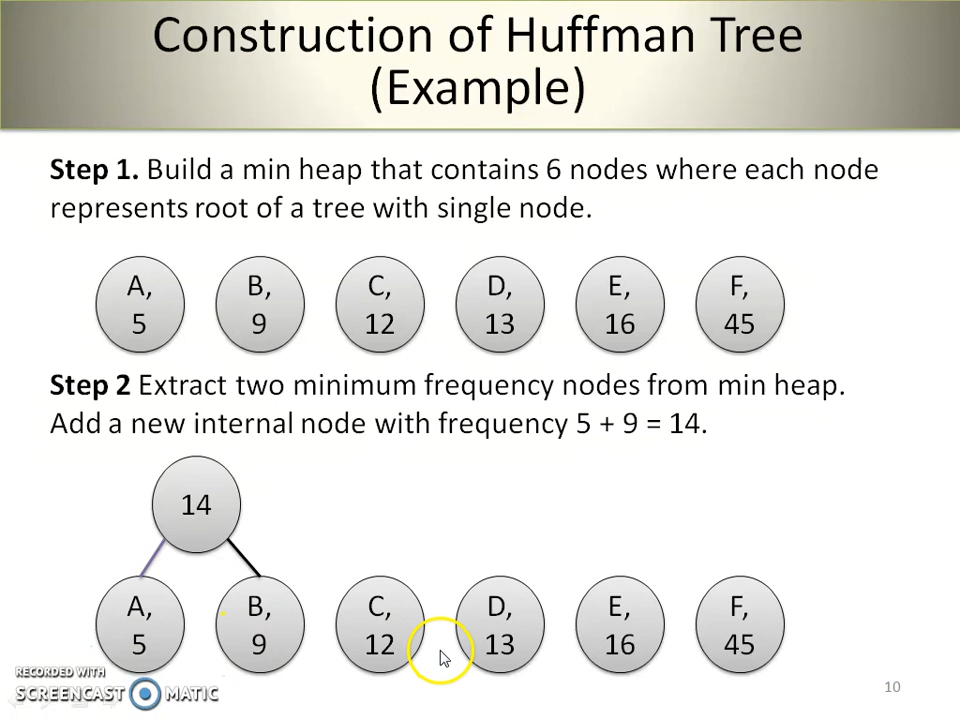 Construction of Huffman Tree
(Example)
Step 1. Build a min heap that contains 6 nodes where each node
represents root of a tree with single node.
A, B, C, D, E, F,
5 9 12 13 16 45
Step 2 Extract two minimum frequency nodes from min heap.
Add a new internal node with frequency 5 + 9 = 14.
14
A, B, C, D, E, F,
5 9 12 13 16 45
RECORDED WITH
SCREENCAST MATIC
10